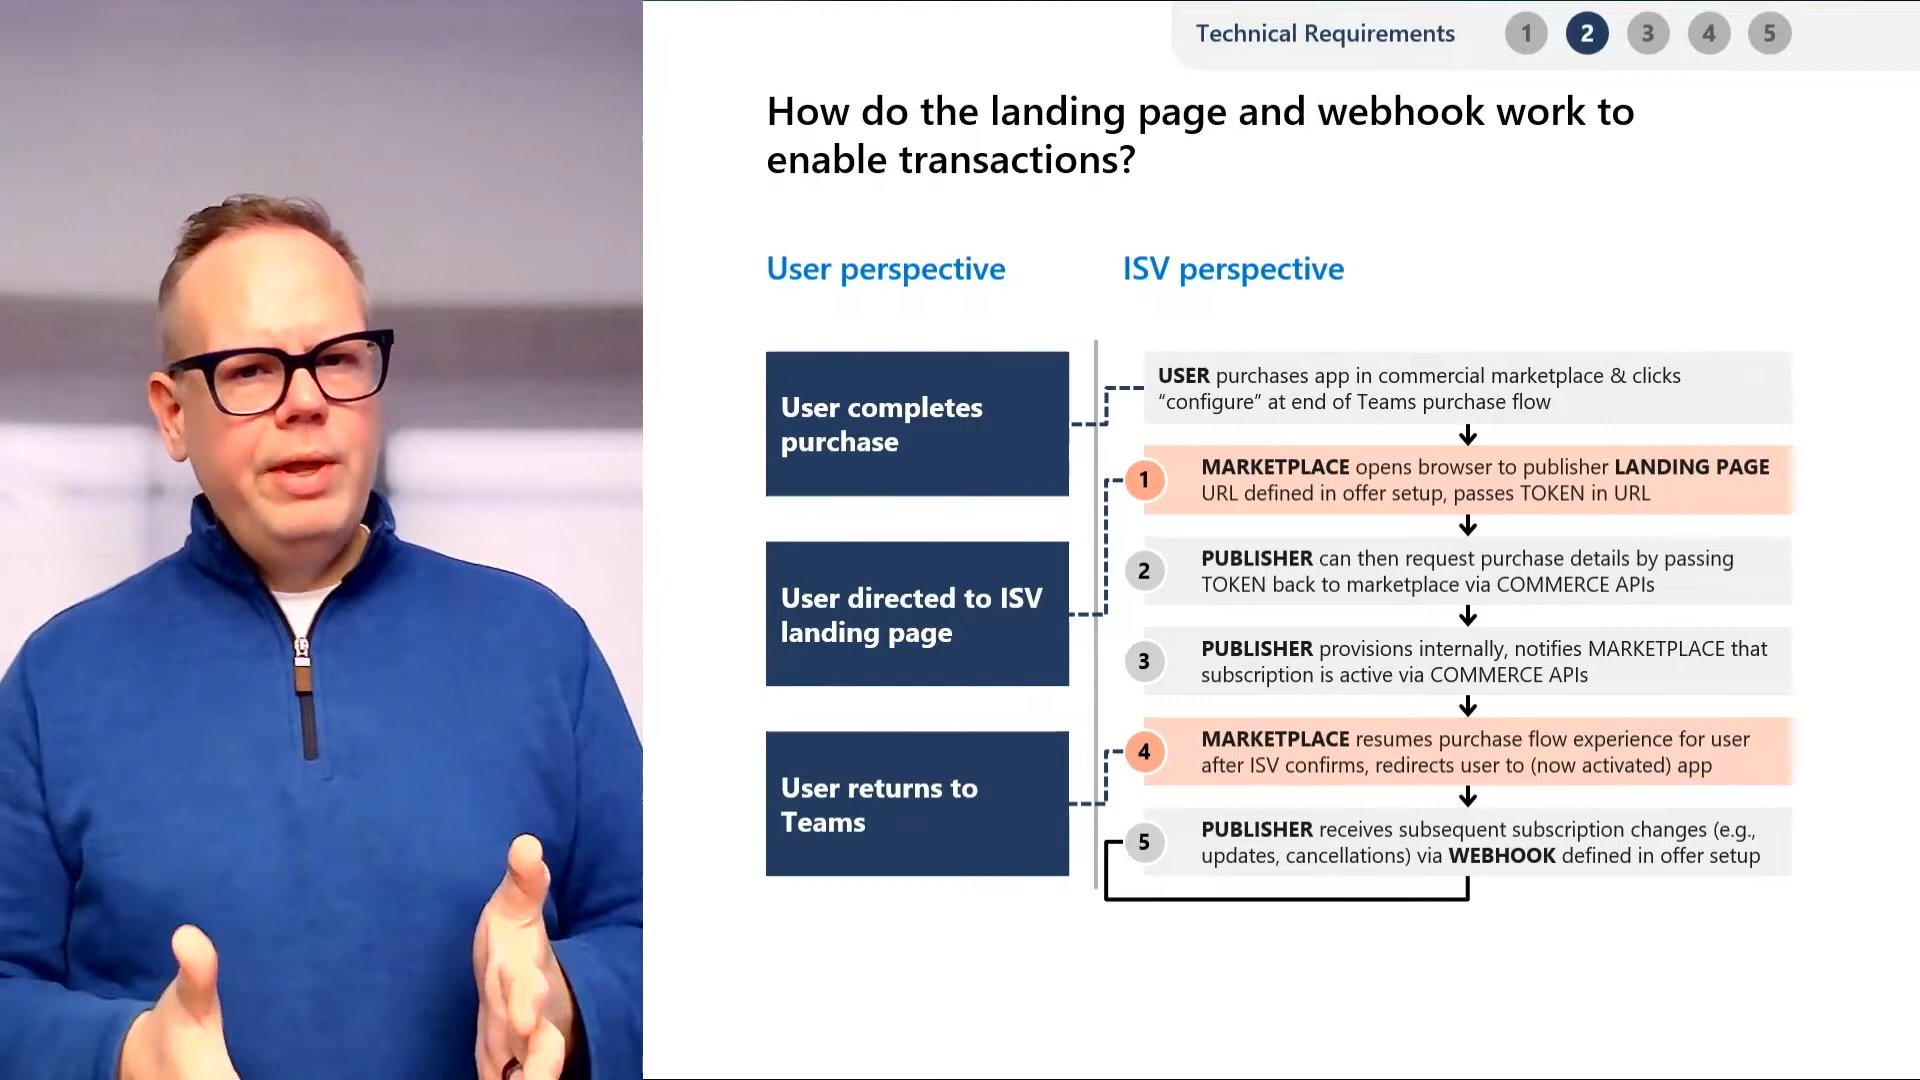 Technical Requirements 1 2 3 4 5
How do the landing page and webhook work to
enable transactions?
User perspective
User completes
purchase
User directed to ISV
landing page
User returns to
Teams
ISV perspective
USER purchases app in commercial marketplace & clicks
“configure” at end of Teams purchase flow
1 MARKETPLACE opens browser to publisher LANDING PAGE
URL defined in offer setup, passes TOKEN in URL
2 PUBLISHER can then request purchase details by passing
TOKEN back to marketplace via COMMERCE APIs
3 PUBLISHER provisions internally, notifies MARKETPLACE that
subscription is active via COMMERCE APIs
4 MARKETPLACE resumes purchase flow experience for user
after ISV confirms, redirects user to (now activated) app
5 PUBLISHER receives subsequent subscription changes (e.g.,
updates, cancellations) via WEBHOOK defined in offer setup